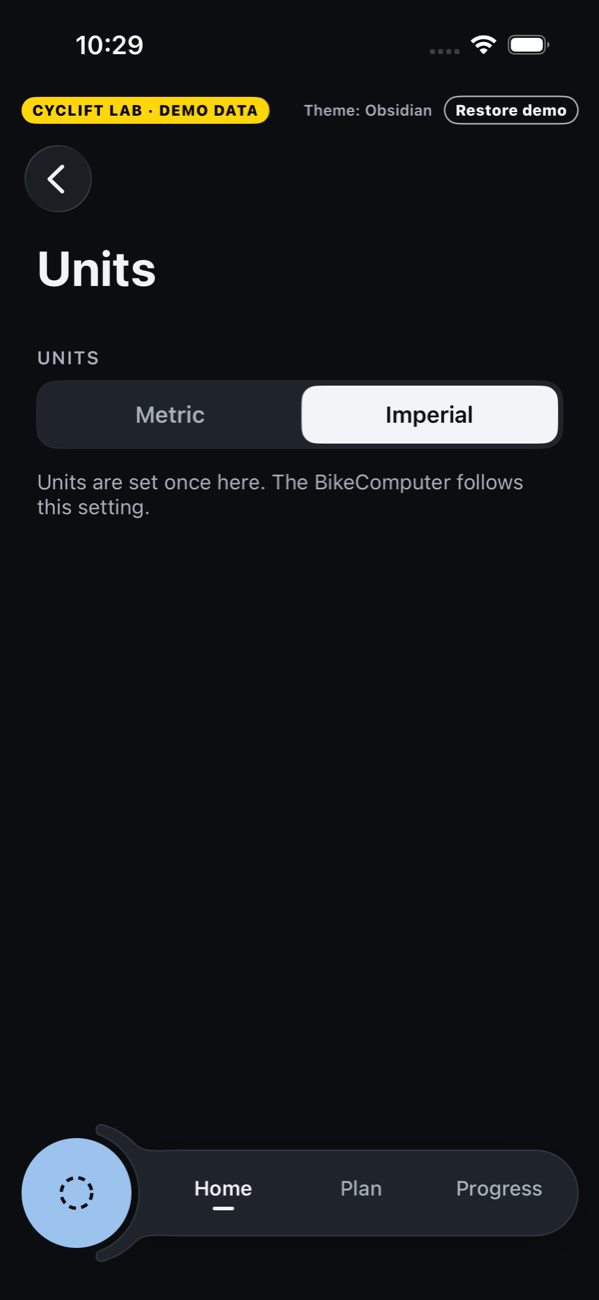 10:29
CYCLIFT LAB · DEMO DATA
Theme: Obsidian
Restore demo
Units
UNITS
Metric
Imperial
Units are set once here. The BikeComputer follows
this setting.
Home
Plan
Progress